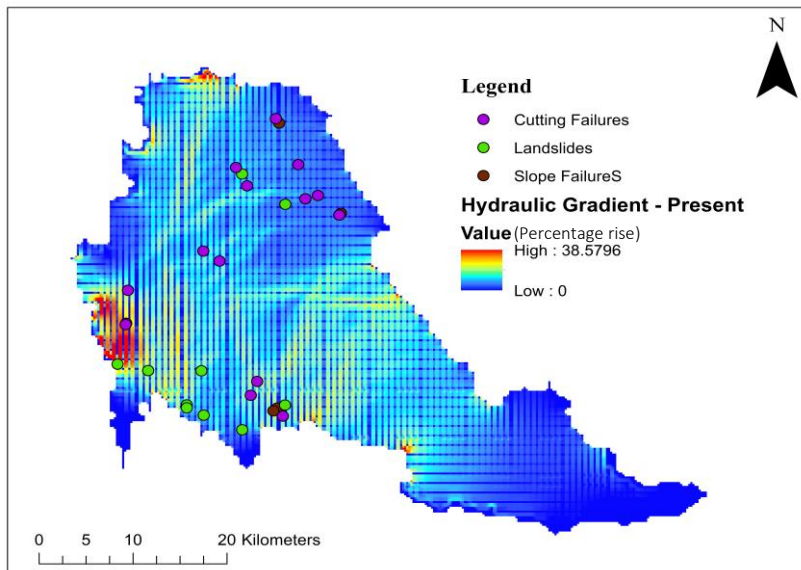 N
Legend
Cutting Failures
Landslides
Slope FailureS
Hydraulic Gradient - Present
Value (Percentage rise)
High : 38.5796
Low : 0
0 5 10 20 Kilometers